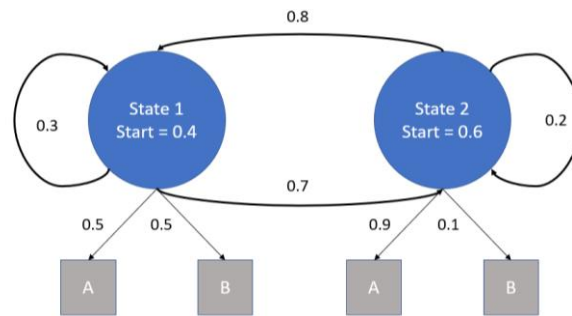 0.8
State 1
Start = 0.4
State 2
Start = 0.6
0.3
0.2
0.7
0.5
0.5
0.9
0.1
A
B
A
B